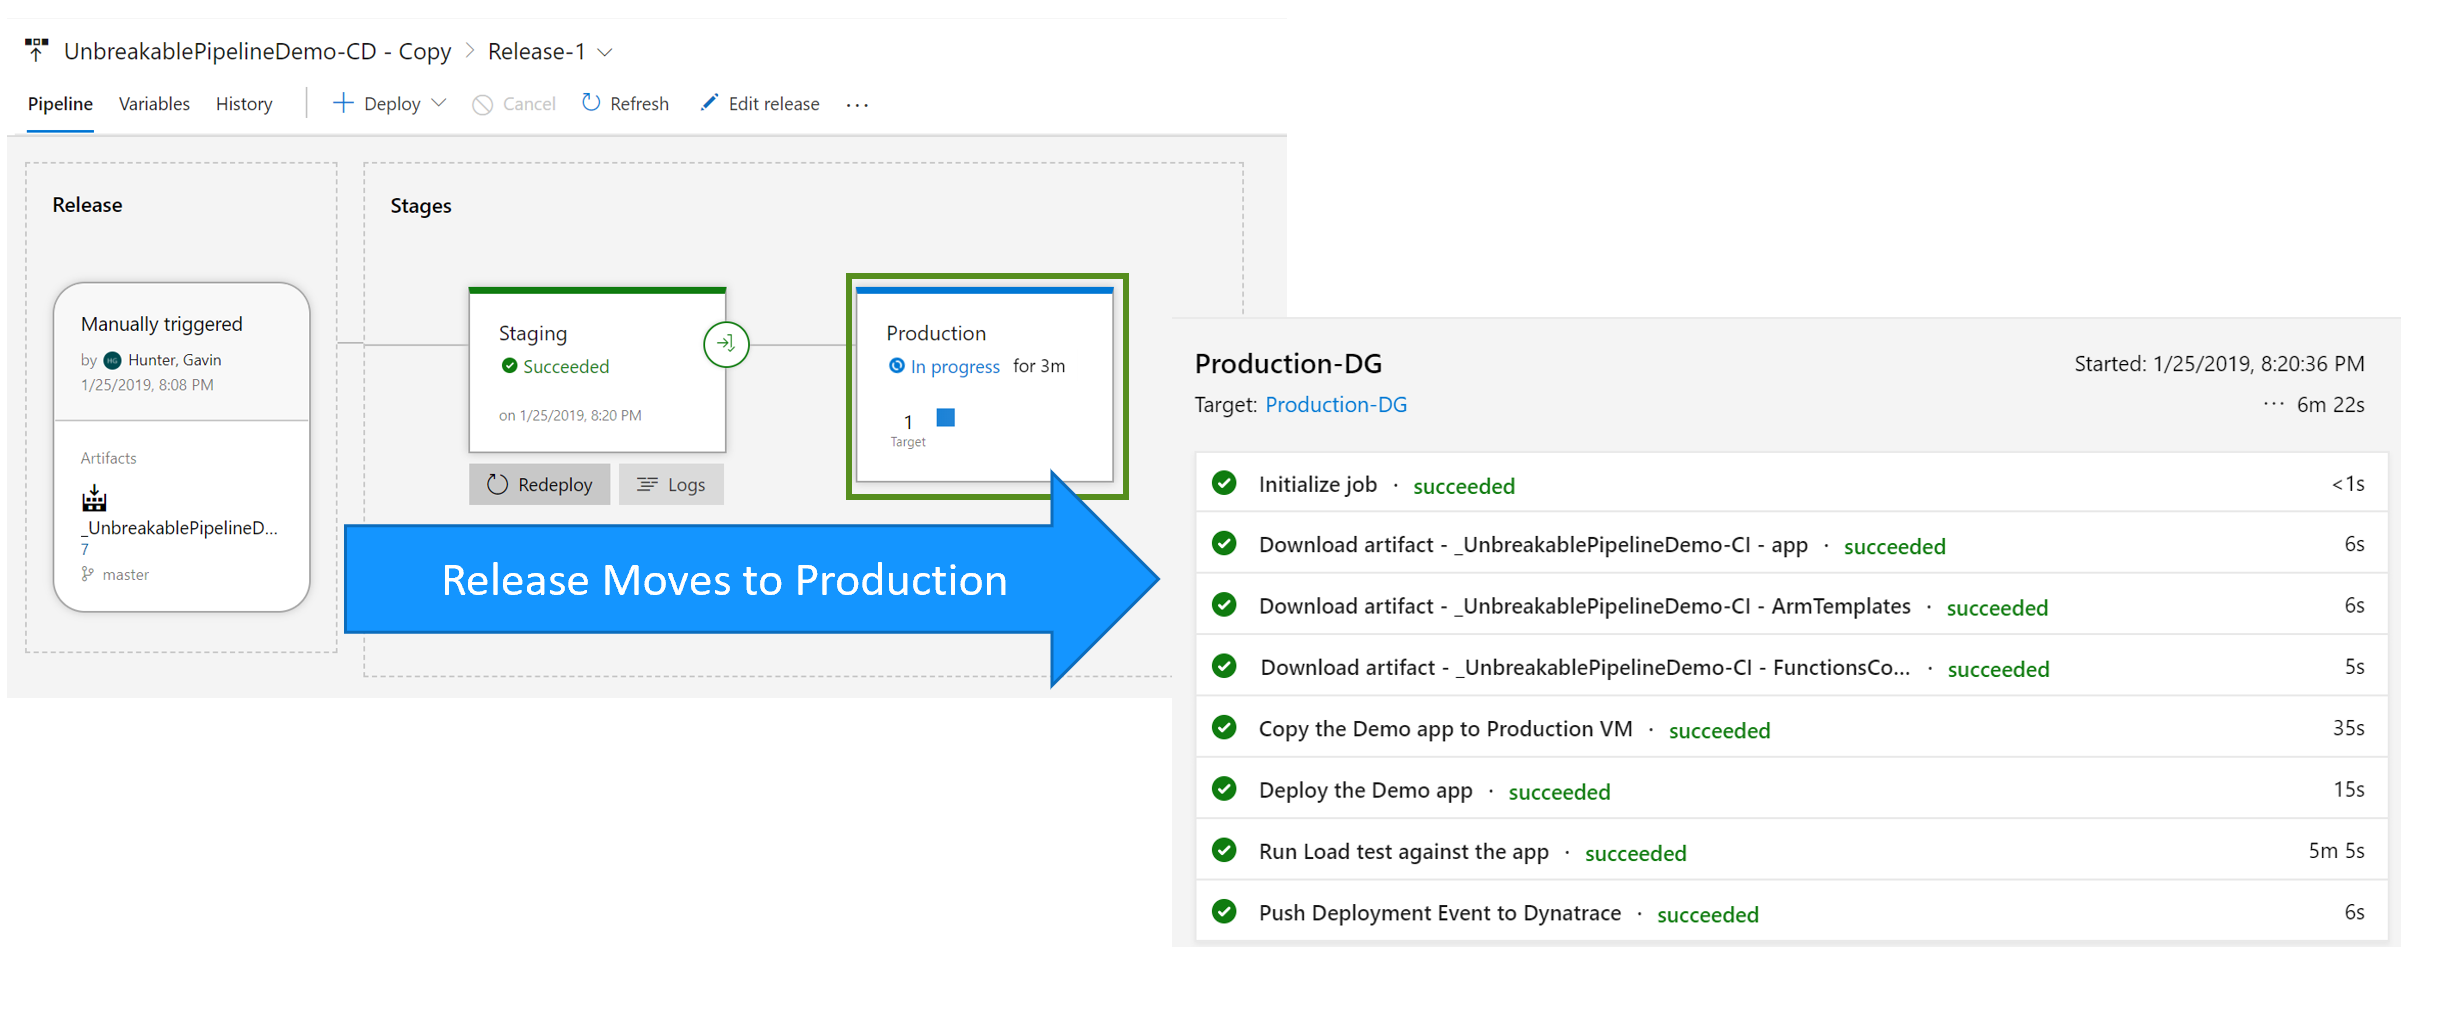 UnbreakablePipelineDemo-CD - Copy > Release-1
Pipeline Variables History Deploy Cancel Refresh Edit release ...
Release
Manually triggered
by HG Hunter, Gavin
1/25/2019, 8:08 PM
Artifacts
_UnbreakablePipelineD...
7
master
Stages
Staging
Succeeded
on 1/25/2019, 8:20 PM
Redeploy Logs
Production
In progress for 3m
1
Target
Release Moves to Production
Production-DG Started: 1/25/2019, 8:20:36 PM
Target: Production-DG ... 6m 22s
Initialize job · succeeded <1s
Download artifact - _UnbreakablePipelineDemo-CI - app · succeeded 6s
Download artifact - _UnbreakablePipelineDemo-CI - ArmTemplates · succeeded 6s
Download artifact - _UnbreakablePipelineDemo-CI - FunctionsCo... · succeeded 5s
Copy the Demo app to Production VM · succeeded 35s
Deploy the Demo app · succeeded 15s
Run Load test against the app · succeeded 5m 5s
Push Deployment Event to Dynatrace · succeeded 6s